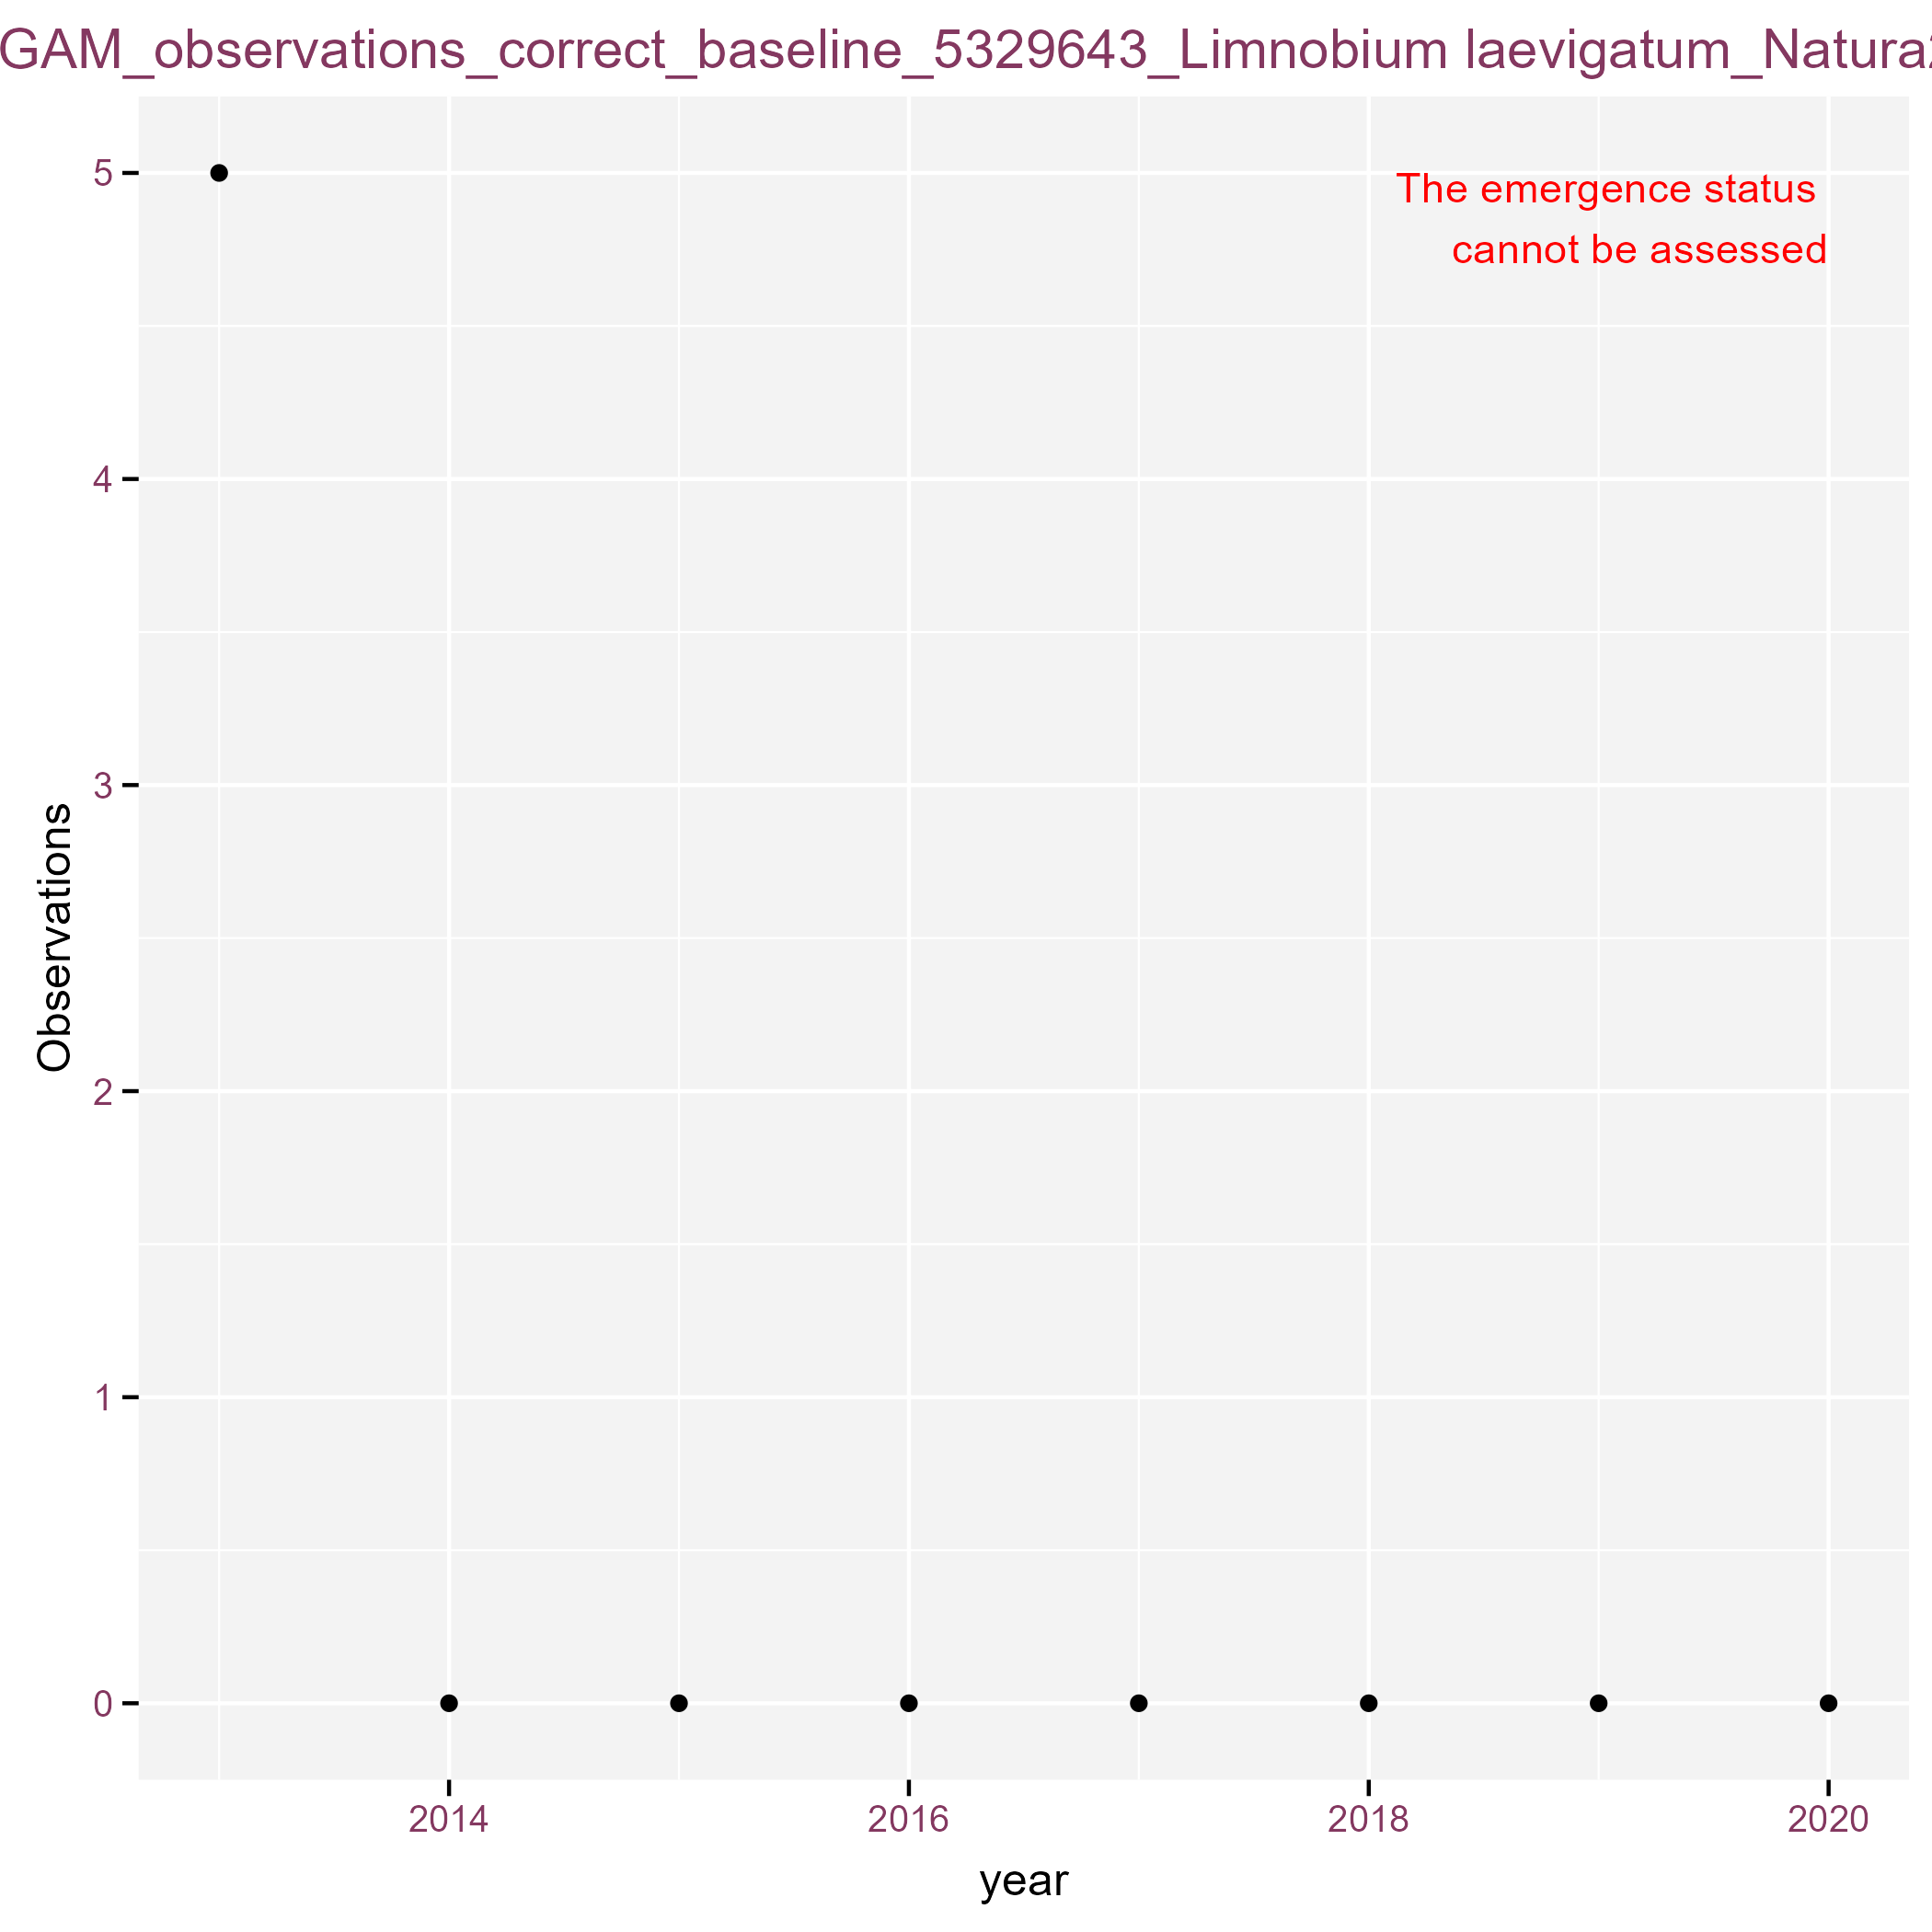 GAM_observations_correct_baseline_5329643_Limnobium laevigatum_Natura
5
The emergence status
cannot be assessed
4
3
Observations
2
1
0
2014 2016 2018 2020
year